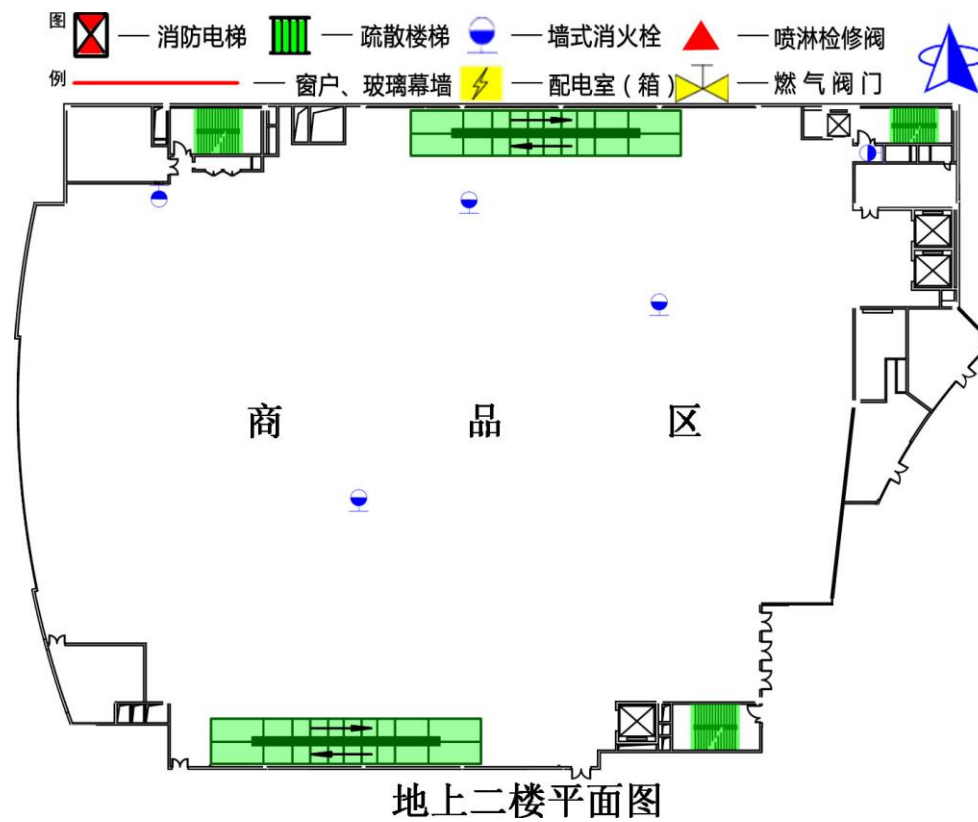 图 — 消防电梯 — 疏散楼梯 — 墙式消火栓 — 喷淋检修阀
例 — 窗户、玻璃幕墙 — 配电室（箱） — 燃气阀门
商 品 区
地上二楼平面图